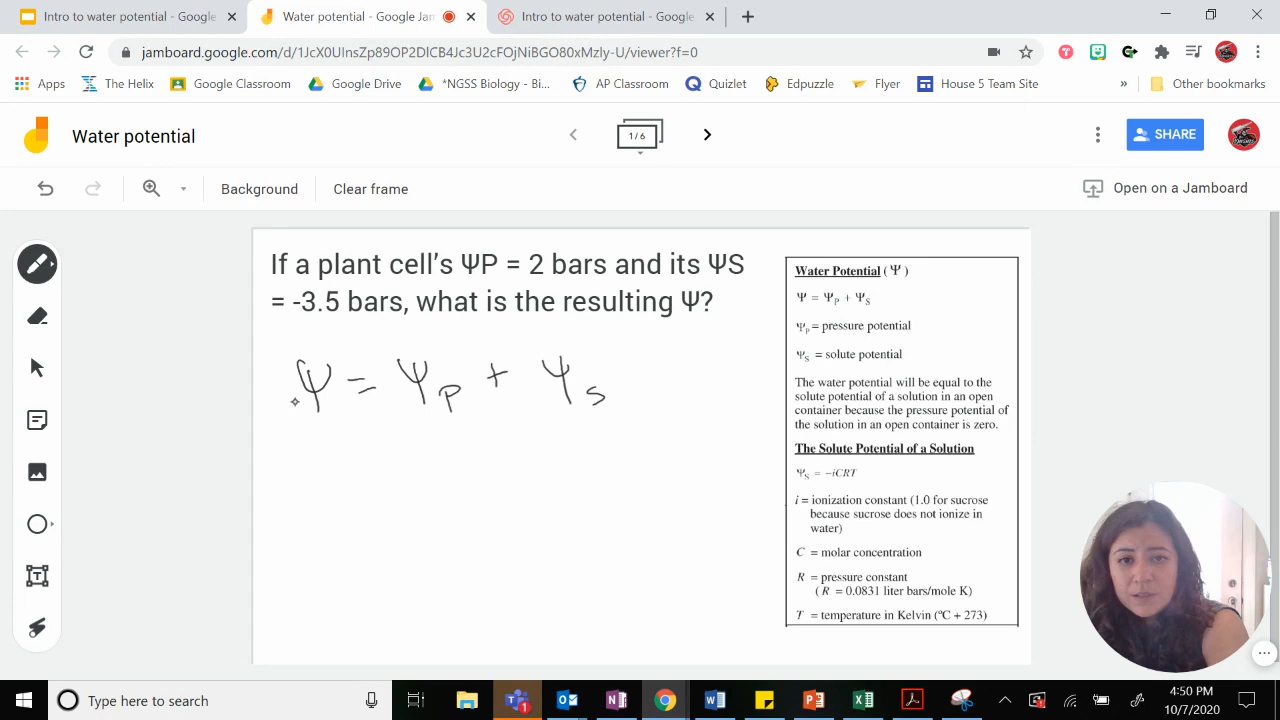 Intro to water potential - Google
Water potential - Google Jam
Intro to water potential - Google
jamboard.google.com/d/1JcX0UInsZp89OP2DlCB4Jc3U2cFOjNiBGO80xMzly-U/viewer?f=0
Apps
The Helix
Google Classroom
Google Drive
*NGSS Biology - Bi...
AP Classroom
Quizlet
Edpuzzle
Flyer
House 5 Team Site
»
Other bookmarks
Water potential
1/6
SHARE
Background
Clear frame
Open on a Jamboard
If a plant cell's ΨP = 2 bars and its ΨS
= -3.5 bars, what is the resulting Ψ?
Ψ = Ψp + Ψs
Water Potential (Ψ)
Ψ = ΨP + ΨS
ΨP = pressure potential
ΨS = solute potential
The water potential will be equal to the
solute potential of a solution in an open
container because the pressure potential of
the solution in an open container is zero.
The Solute Potential of a Solution
ΨS = −iCRT
i = ionization constant (1.0 for sucrose
because sucrose does not ionize in
water)
C = molar concentration
R = pressure constant
(R = 0.0831 liter bars/mole K)
T = temperature in Kelvin (ºC + 273)
Type here to search
4:50 PM
10/7/2020